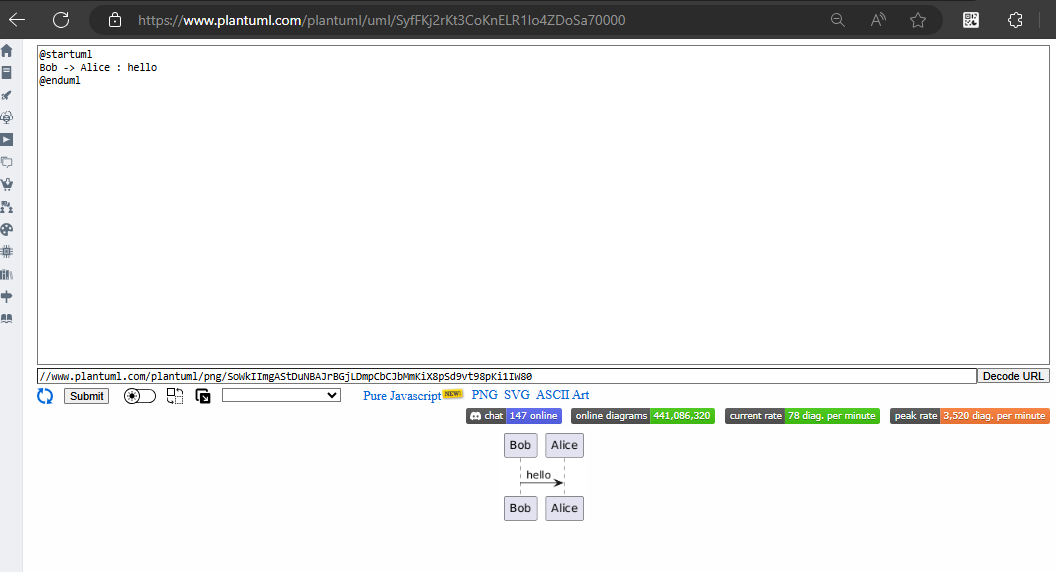 https://www.plantuml.com/plantuml/uml/SyfFKj2rKt3CoKnELR1Io4ZDoSa70000
@startuml
Bob -> Alice : hello
@enduml
//www.plantuml.com/plantuml/png/SoWkIImgAStDuNBAJrBGjLDmpCbCJbMmKiX8pSd9vt98pKi1IW80 Decode URL
Submit Pure Javascript NEW! PNG SVG ASCII Art
chat 147 online online diagrams 441,086,320 current rate 78 diag. per minute peak rate 3,520 diag. per minute
Bob Alice
hello
Bob Alice